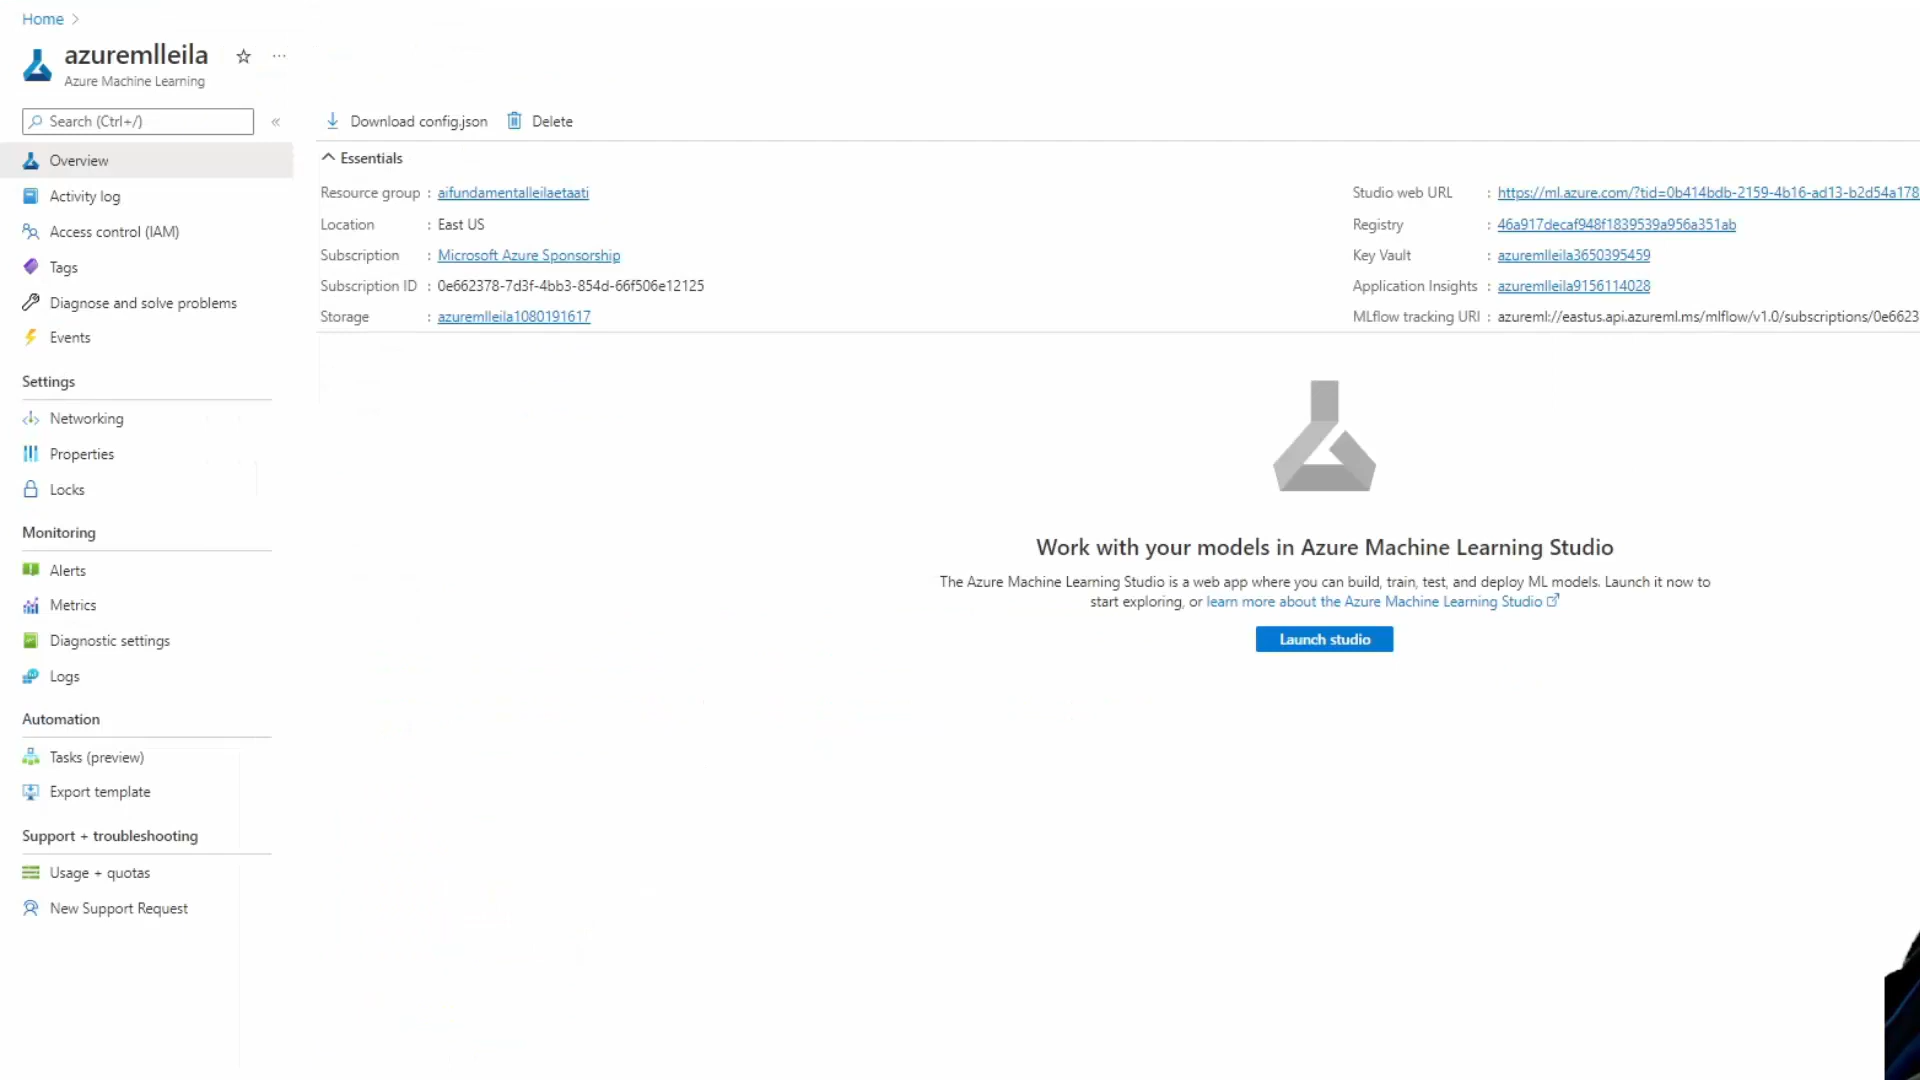 Home
azuremlleila
Azure Machine Learning
Search (Ctrl+/)
«
Download config.json
Delete
Overview
Activity log
Access control (IAM)
Tags
Diagnose and solve problems
Events
Settings
Networking
Properties
Locks
Monitoring
Alerts
Metrics
Diagnostic settings
Logs
Automation
Tasks (preview)
Export template
Support + troubleshooting
Usage + quotas
New Support Request
Essentials
Resource group : aifundamentalleilaetaati
Location : East US
Subscription : Microsoft Azure Sponsorship
Subscription ID : 0e662378-7d3f-4bb3-854d-66f506e12125
Storage : azuremlleila1080191617
Studio web URL : https://ml.azure.com/?tid=0b414bdb-2159-4b16-ad13-b2d54a178
Registry : 46a917decaf948f1839539a956a351ab
Key Vault : azuremlleila3650395459
Application Insights : azuremlleila9156114028
MLflow tracking URI : azureml://eastus.api.azureml.ms/mlflow/v1.0/subscriptions/0e6623
Work with your models in Azure Machine Learning Studio
The Azure Machine Learning Studio is a web app where you can build, train, test, and deploy ML models. Launch it now to
start exploring, or learn more about the Azure Machine Learning Studio
Launch studio